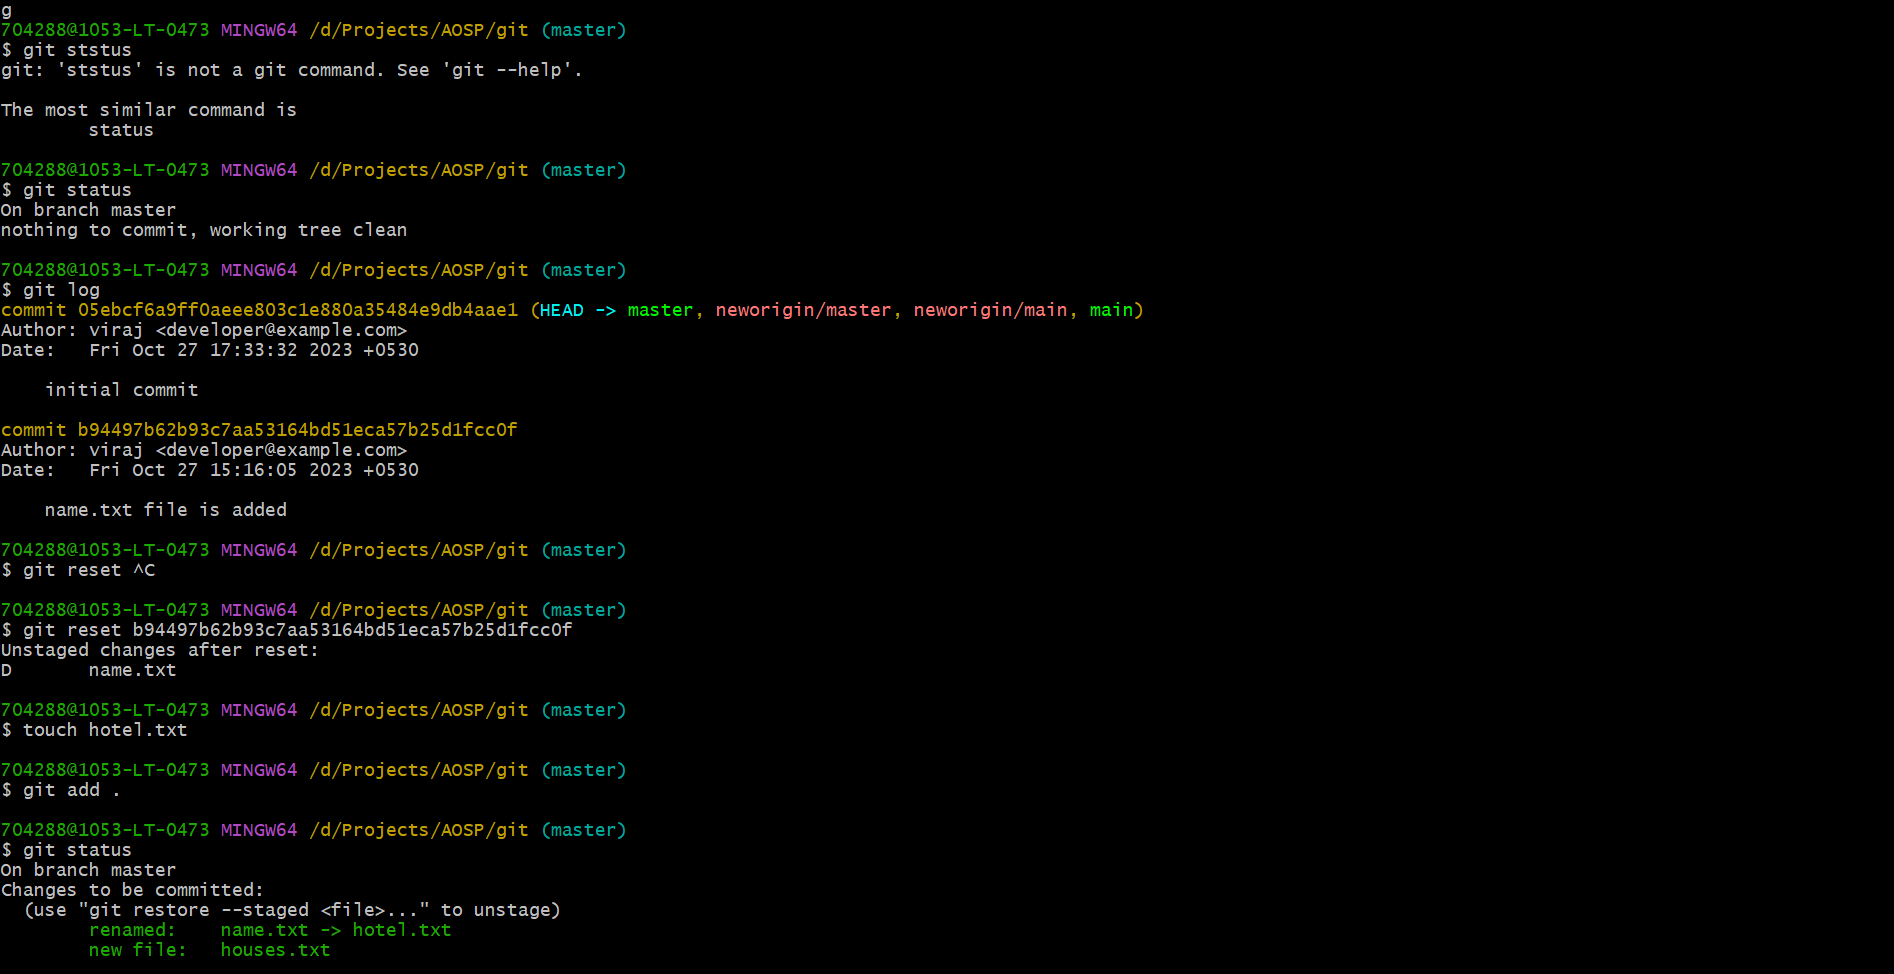 g
704288@1053-LT-0473 MINGW64 /d/Projects/AOSP/git (master)
$ git ststus
git: 'ststus' is not a git command. See 'git --help'.

The most similar command is
        status

704288@1053-LT-0473 MINGW64 /d/Projects/AOSP/git (master)
$ git status
On branch master
nothing to commit, working tree clean

704288@1053-LT-0473 MINGW64 /d/Projects/AOSP/git (master)
$ git log
commit 05ebcf6a9ff0aeee803c1e880a35484e9db4aae1 (HEAD -> master, neworigin/master, neworigin/main, main)
Author: viraj <developer@example.com>
Date:   Fri Oct 27 17:33:32 2023 +0530

    initial commit

commit b94497b62b93c7aa53164bd51eca57b25d1fcc0f
Author: viraj <developer@example.com>
Date:   Fri Oct 27 15:16:05 2023 +0530

    name.txt file is added

704288@1053-LT-0473 MINGW64 /d/Projects/AOSP/git (master)
$ git reset ^C

704288@1053-LT-0473 MINGW64 /d/Projects/AOSP/git (master)
$ git reset b94497b62b93c7aa53164bd51eca57b25d1fcc0f
Unstaged changes after reset:
D       name.txt

704288@1053-LT-0473 MINGW64 /d/Projects/AOSP/git (master)
$ touch hotel.txt

704288@1053-LT-0473 MINGW64 /d/Projects/AOSP/git (master)
$ git add .

704288@1053-LT-0473 MINGW64 /d/Projects/AOSP/git (master)
$ git status
On branch master
Changes to be committed:
  (use "git restore --staged <file>..." to unstage)
        renamed:    name.txt -> hotel.txt
        new file:   houses.txt